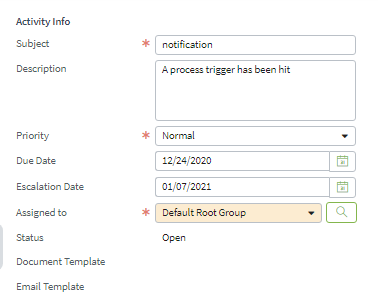 Activity Info
Subject * notification
Description A process trigger has been hit
Priority * Normal
Due Date 12/24/2020
Escalation Date 01/07/2021
Assigned to * Default Root Group
Status Open
Document Template
Email Template